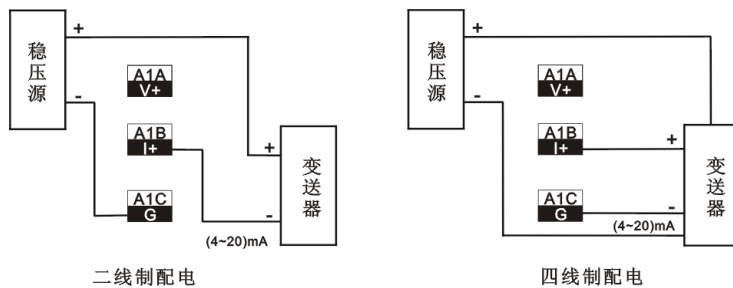 稳压源
+
-
A1A
V+
A1B
I+
A1C
G
+
-
变送器
(4~20)mA
二线制配电
稳压源
+
-
A1A
V+
A1B
I+
A1C
G
+
-
变送器
(4~20)mA
四线制配电